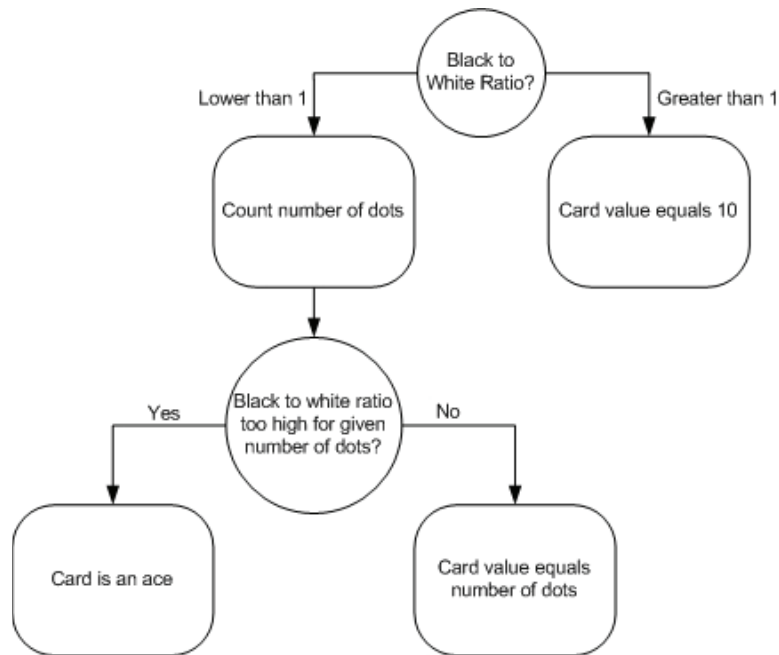 Black to
White Ratio?
Lower than 1
Greater than 1
Count number of dots
Card value equals 10
Black to white ratio
too high for given
number of dots?
Yes
No
Card is an ace
Card value equals
number of dots